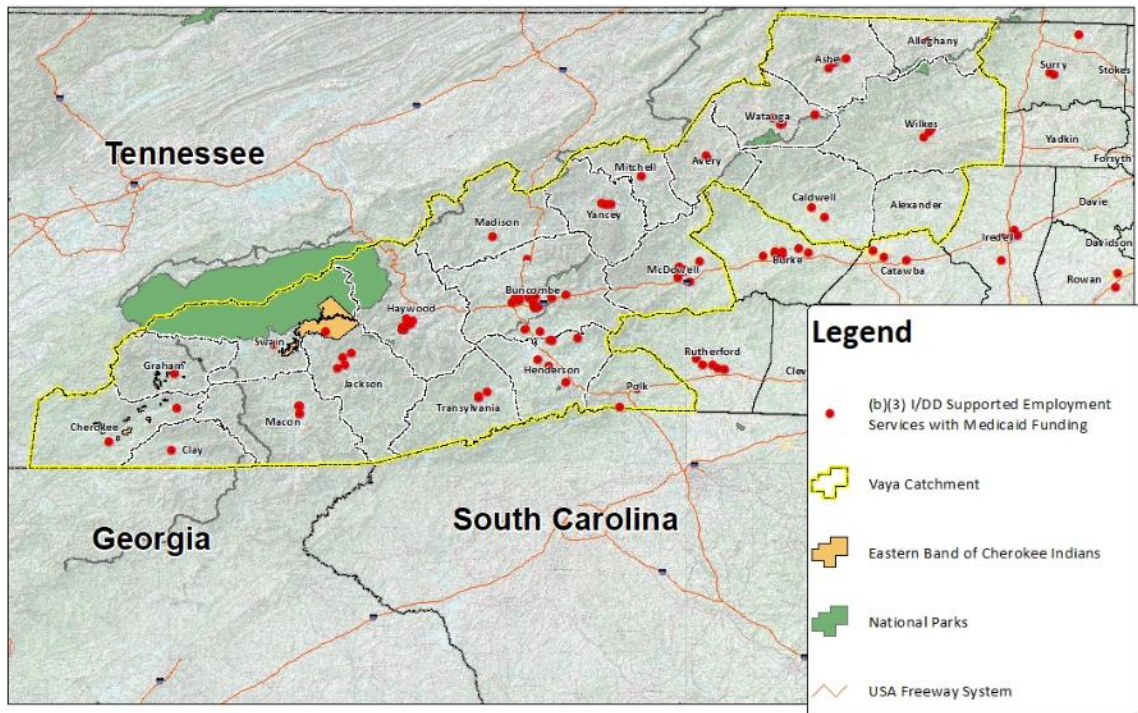 Alleghany
Ashe
Surry
Stokes
Watauga
Wilkes
Yadkin
Tennessee
Mitchell
Avery
Forsyth
Yancey
Caldwell
Alexander
Davie
Madison
Iredell
Davidson
McDowell
Burke
Catawba
Rowan
Buncombe
Haywood
Swain
Graham
Jackson
Henderson
Rutherford
Polk
Clev
Transylvania
Macon
Cherokee
Clay
Georgia
South Carolina
Legend
(b)(3) I/DD Supported Employment
Services with Medicaid Funding
Vaya Catchment
Eastern Band of Cherokee Indians
National Parks
USA Freeway System